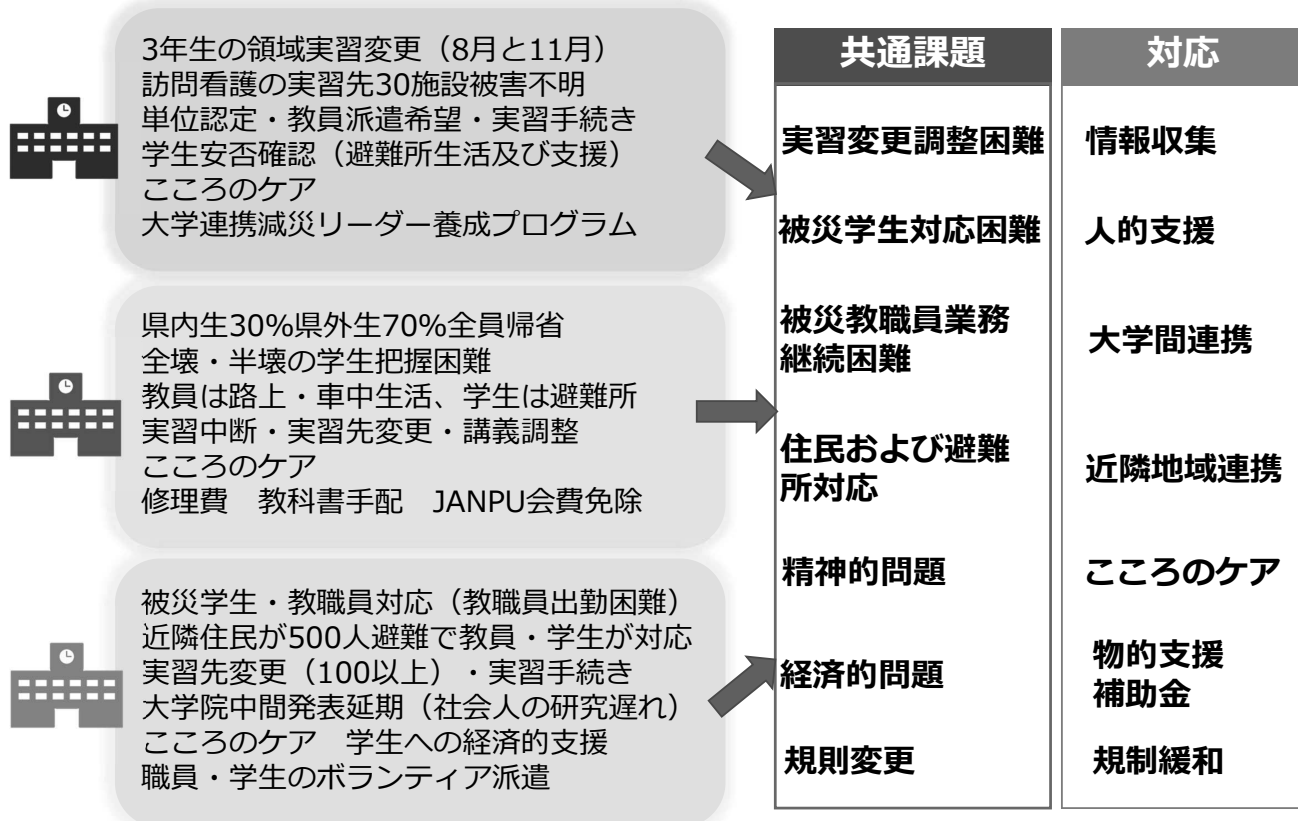 3年生の領域実習変更（8月と11月）
訪問看護の実習先30施設被害不明
単位認定・教員派遣希望・実習手続き
学生安否確認（避難所生活及び支援）
こころのケア
大学連携減災リーダー養成プログラム
県内生30%県外生70%全員帰省
全壊・半壊の学生把握困難
教員は路上・車中生活、学生は避難所
実習中断・実習先変更・講義調整
こころのケア
修理費　教科書手配　JANPU会費免除
被災学生・教職員対応（教職員出勤困難）
近隣住民が500人避難で教員・学生が対応
実習先変更（100以上）・実習手続き
大学院中間発表延期（社会人の研究遅れ）
こころのケア　学生への経済的支援
職員・学生のボランティア派遣
共通課題
実習変更調整困難
被災学生対応困難
被災教職員業務
継続困難
住民および避難
所対応
精神的問題
経済的問題
規則変更
対応
情報収集
人的支援
大学間連携
近隣地域連携
こころのケア
物的支援
補助金
規制緩和